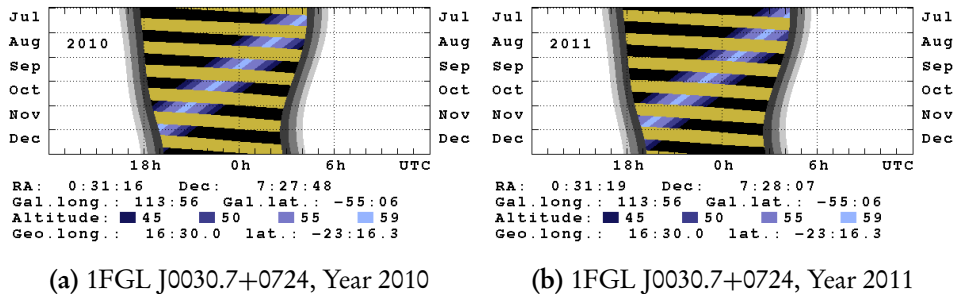 Jul Jul Jul Jul
Aug 2010 Aug Aug 2011 Aug
Sep Sep Sep Sep
Oct Oct Oct Oct
Nov Nov Nov Nov
Dec Dec Dec Dec
18h 0h 6h UTC 18h 0h 6h UTC
RA: 0:31:16 Dec: 7:27:48 RA: 0:31:19 Dec: 7:28:07
Gal.long.: 113:56 Gal.lat.: -55:06 Gal.long.: 113:56 Gal.lat.: -55:06
Altitude: 45 50 55 59 Altitude: 45 50 55 59
Geo.long.: 16:30.0 lat.: -23:16.3 Geo.long.: 16:30.0 lat.: -23:16.3
(a) 1FGL J0030.7+0724, Year 2010 (b) 1FGL J0030.7+0724, Year 2011